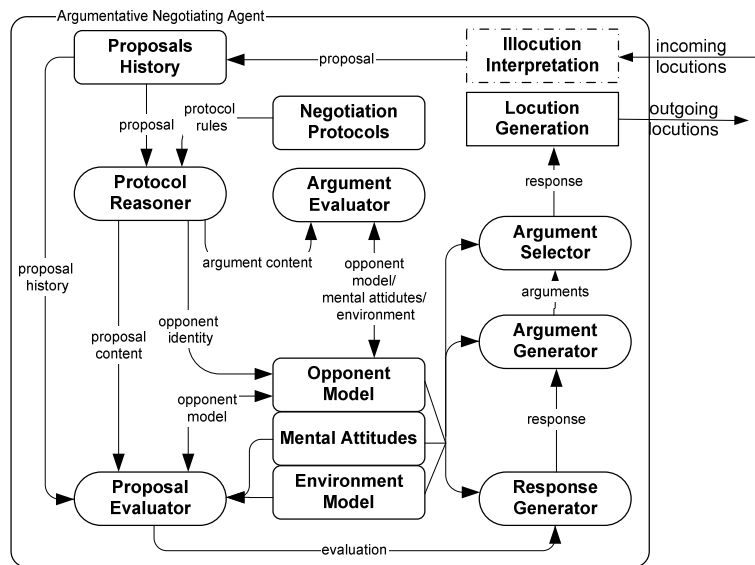 Argumentative Negotiating Agent
Proposals
History
proposal
Illocution
Interpretation
incoming
locutions
proposal
protocol
rules
Negotiation
Protocols
Locution
Generation
outgoing
locutions
Protocol
Reasoner
Argument
Evaluator
response
Argument
Selector
argument content
proposal
history
opponent
model/
mental attidutes/
environment
arguments
proposal
content
opponent
identity
Argument
Generator
opponent
model
Opponent
Model
response
Mental Attitudes
Proposal
Evaluator
Environment
Model
Response
Generator
evaluation